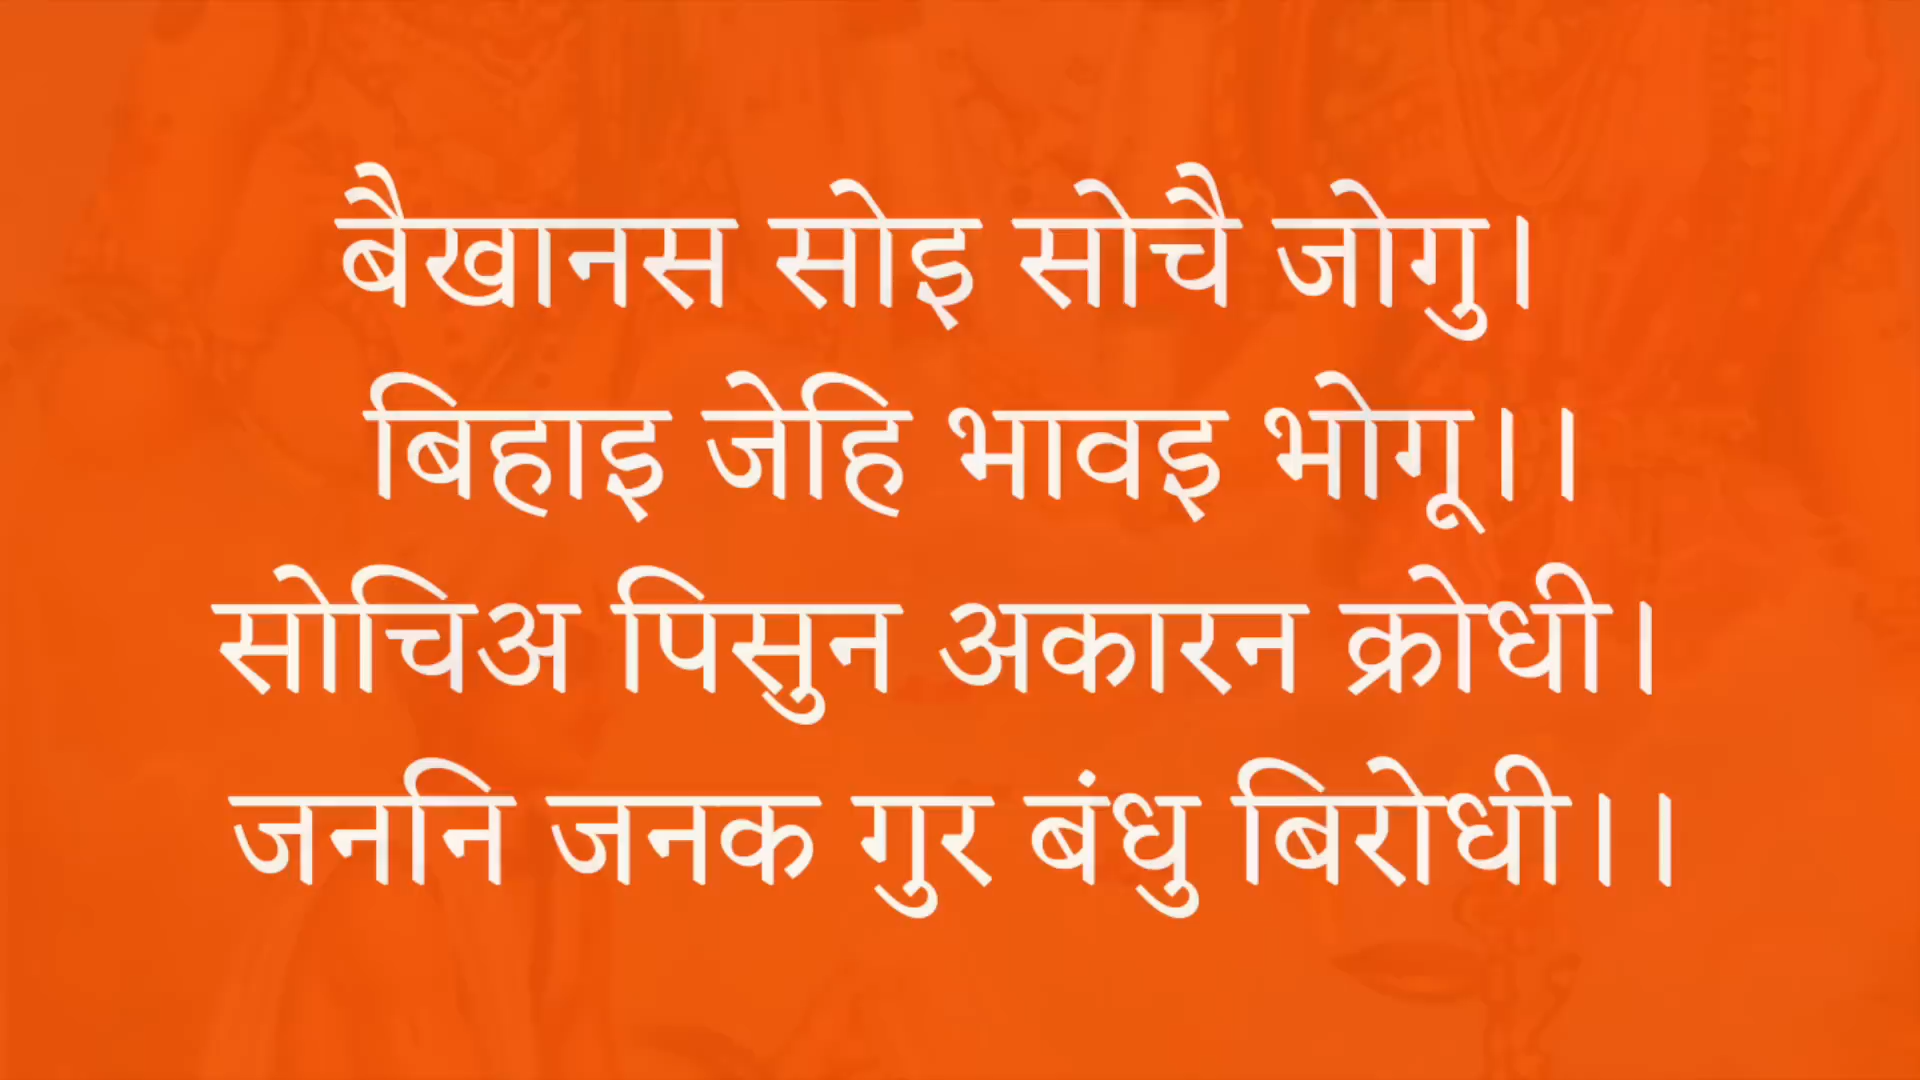 बैखानस सोइ सोचै जोगु।
बिहाइ जेहि भावइ भोगू।।
सोचिअ पिसुन अकारन क्रोधी।
जननि जनक गुर बंधु बिरोधी।।